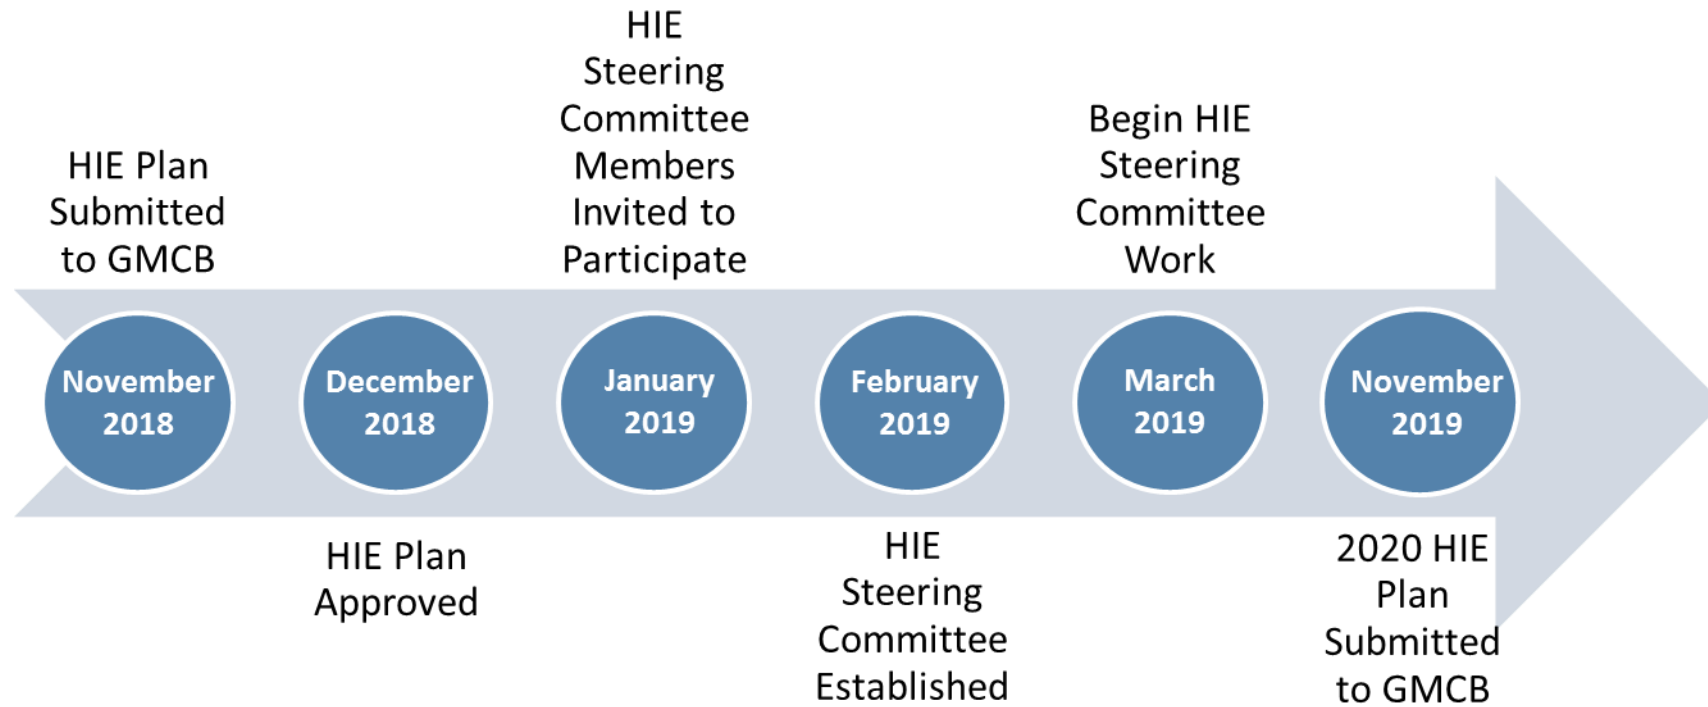 HIE Plan
Submitted
to GMCB
November
2018
December
2018
HIE Plan
Approved
HIE
Steering
Committee
Members
Invited to
Participate
January
2019
February
2019
HIE
Steering
Committee
Established
Begin HIE
Steering
Committee
Work
March
2019
November
2019
2020 HIE
Plan
Submitted
to GMCB